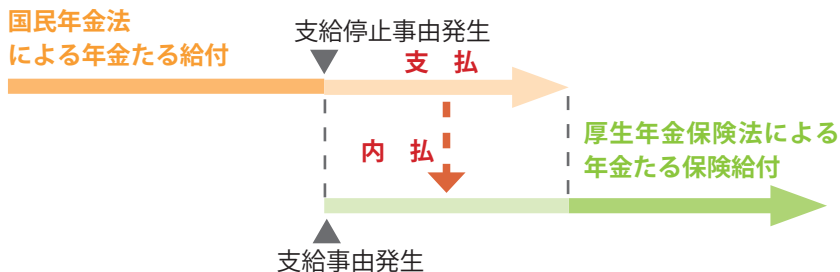 国民年金法
による年金たる給付
支給停止事由発生
支　払
内　払
厚生年金保険法による
年金たる保険給付
支給事由発生